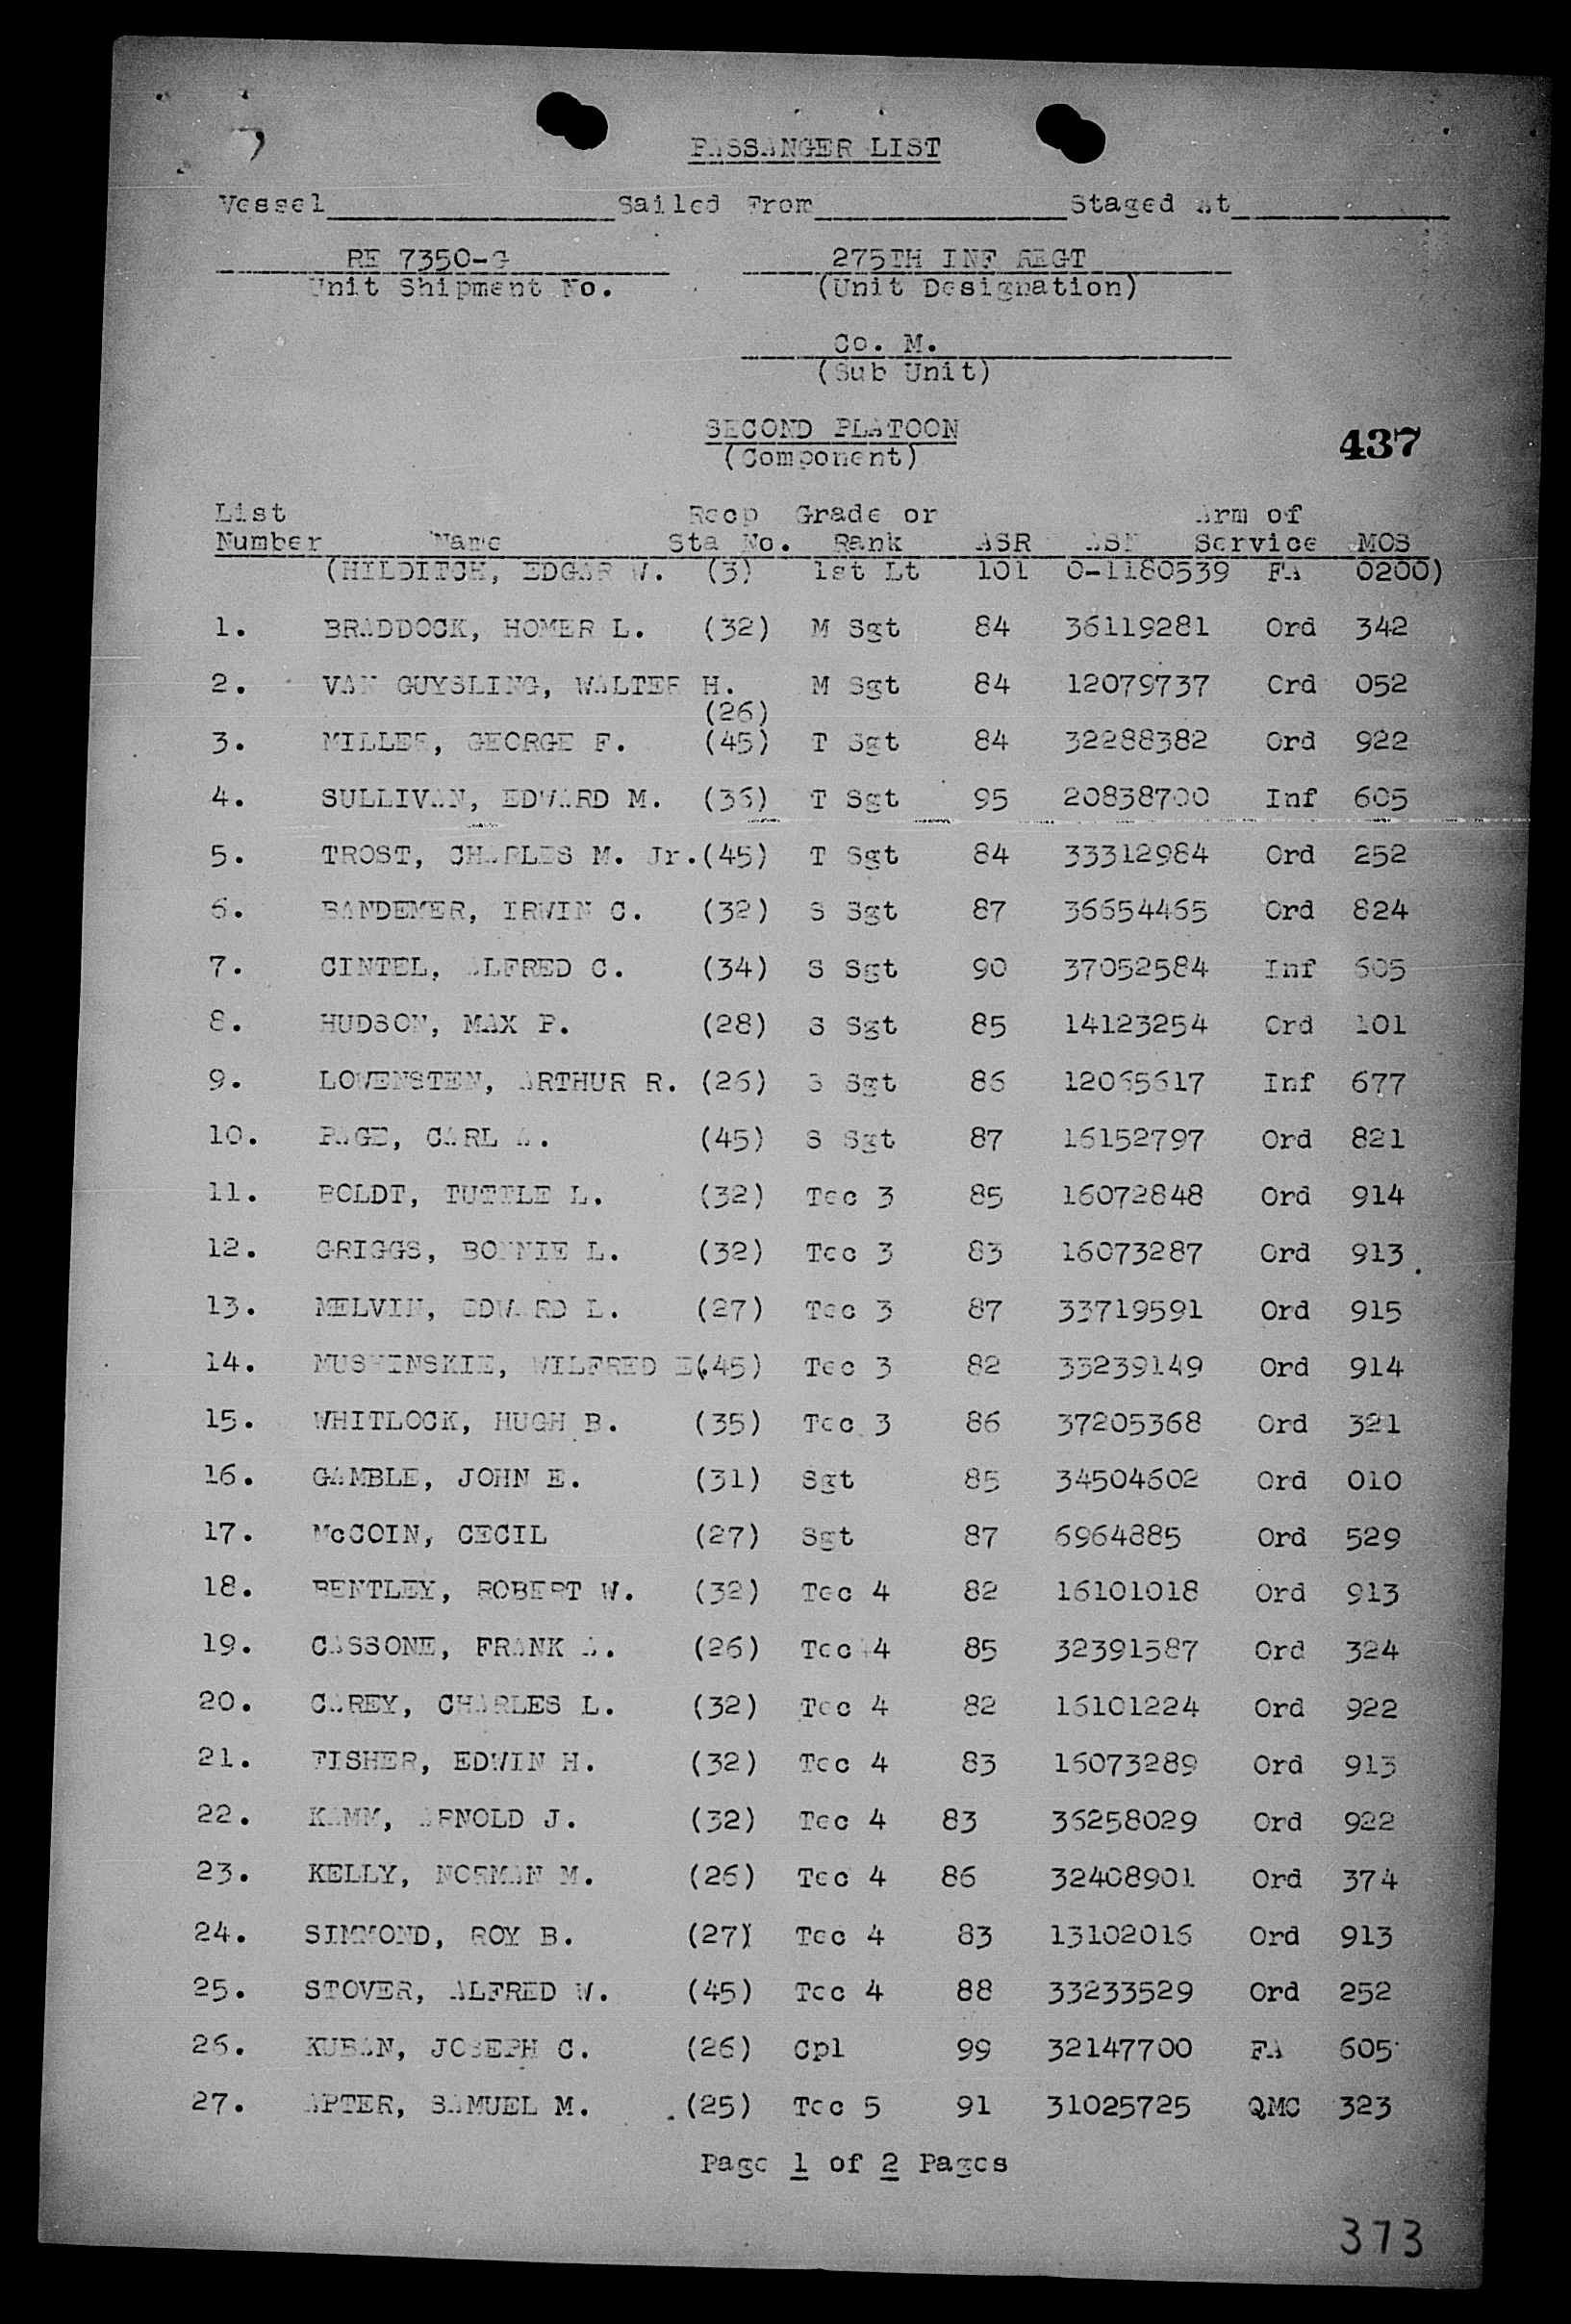 PASSANGER LIST
Vessel____________Sailed From____________Staged At____________
RE 7350-G 275TH INF REGT
Unit Shipment No. (Unit Designation)
Co. M.
(Sub Unit)
SECOND PLATOON
(Component) 437
List Recp Grade or Arm of
Number Name Sta No. Rank ASR ASN Service MOS
(HILDITCH, EDGAR W. (3) 1st Lt 101 O-1180539 FA 0200)
1. BRADDOCK, HOMER L. (32) M Sgt 84 36119281 Ord 342
2. VAN GUYSLING, WALTER H. M Sgt 84 12079737 Ord 052
(26)
3. MILLER, GEORGE F. (45) T Sgt 84 32288382 Ord 922
4. SULLIVAN, EDWARD M. (36) T Sgt 95 20838700 Inf 605
5. TROST, CHARLES M. Jr.(45) T Sgt 84 33312984 Ord 252
6. BANDEMER, IRWIN C. (32) S Sgt 87 36654465 Ord 824
7. CINTEL, ALFRED C. (34) S Sgt 90 37052584 Inf 605
8. HUDSON, MAX P. (28) S Sgt 85 14123254 Ord 101
9. LOWENSTEN, ARTHUR R. (26) S Sgt 86 12065617 Inf 677
10. PAGE, CARL A. (45) S Sgt 87 16152797 Ord 821
11. BOLDT, TUTTLE L. (32) Tec 3 85 16072848 Ord 914
12. GRIGGS, BONNIE L. (32) Tec 3 83 16073287 Ord 913
13. MELVIN, EDWARD L. (27) Tec 3 87 33719591 Ord 915
14. WILFRED E(.45) Tec 3 82 33239149 Ord 914
15. WHITLOCK, HUGH B. (35) Tec 3 86 37205368 Ord 321
16. GAMBLE, JOHN E. (31) Sgt 85 34504602 Ord 010
17. McCOIN, CECIL (27) Sgt 87 6964885 Ord 529
18. BENTLEY, ROBERT W. (32) Tec 4 82 16101018 Ord 913
19. CASSONE, FRANK A. (26) Tec 4 85 32391587 Ord 324
20. CAREY, CHARLES L. (32) Tec 4 82 16101224 Ord 922
21. FISHER, EDWIN H. (32) Tec 4 83 16073289 Ord 913
22. KAMM, ARNOLD J. (32) Tec 4 83 36258029 Ord 922
23. KELLY, NORMAN M. (26) Tec 4 86 32408901 Ord 374
24. SIMMOND, ROY B. (27) Tec 4 83 13102016 Ord 913
25. STOVER, ALFRED W. (45) Tec 4 88 33233529 Ord 252
26. KUBAN, JOSEPH C. (26) Cpl 99 32147700 FA 605
27. APTER, SAMUEL M. (25) Tec 5 91 31025725 QMC 323
Page 1 of 2 Pages
373